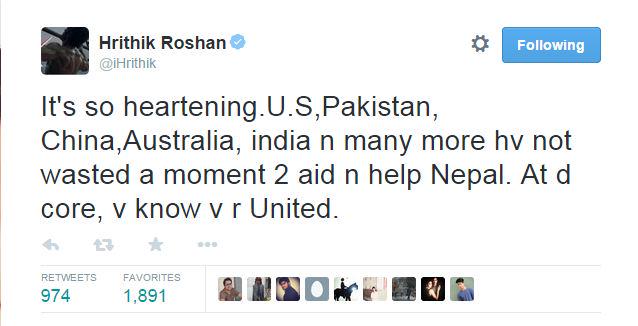 Hrithik Roshan
@iHrithik
Following
It's so heartening.U.S,Pakistan,
China,Australia, india n many more hv not
wasted a moment 2 aid n help Nepal. At d
core, v know v r United.
RETWEETS FAVORITES
974 1,891